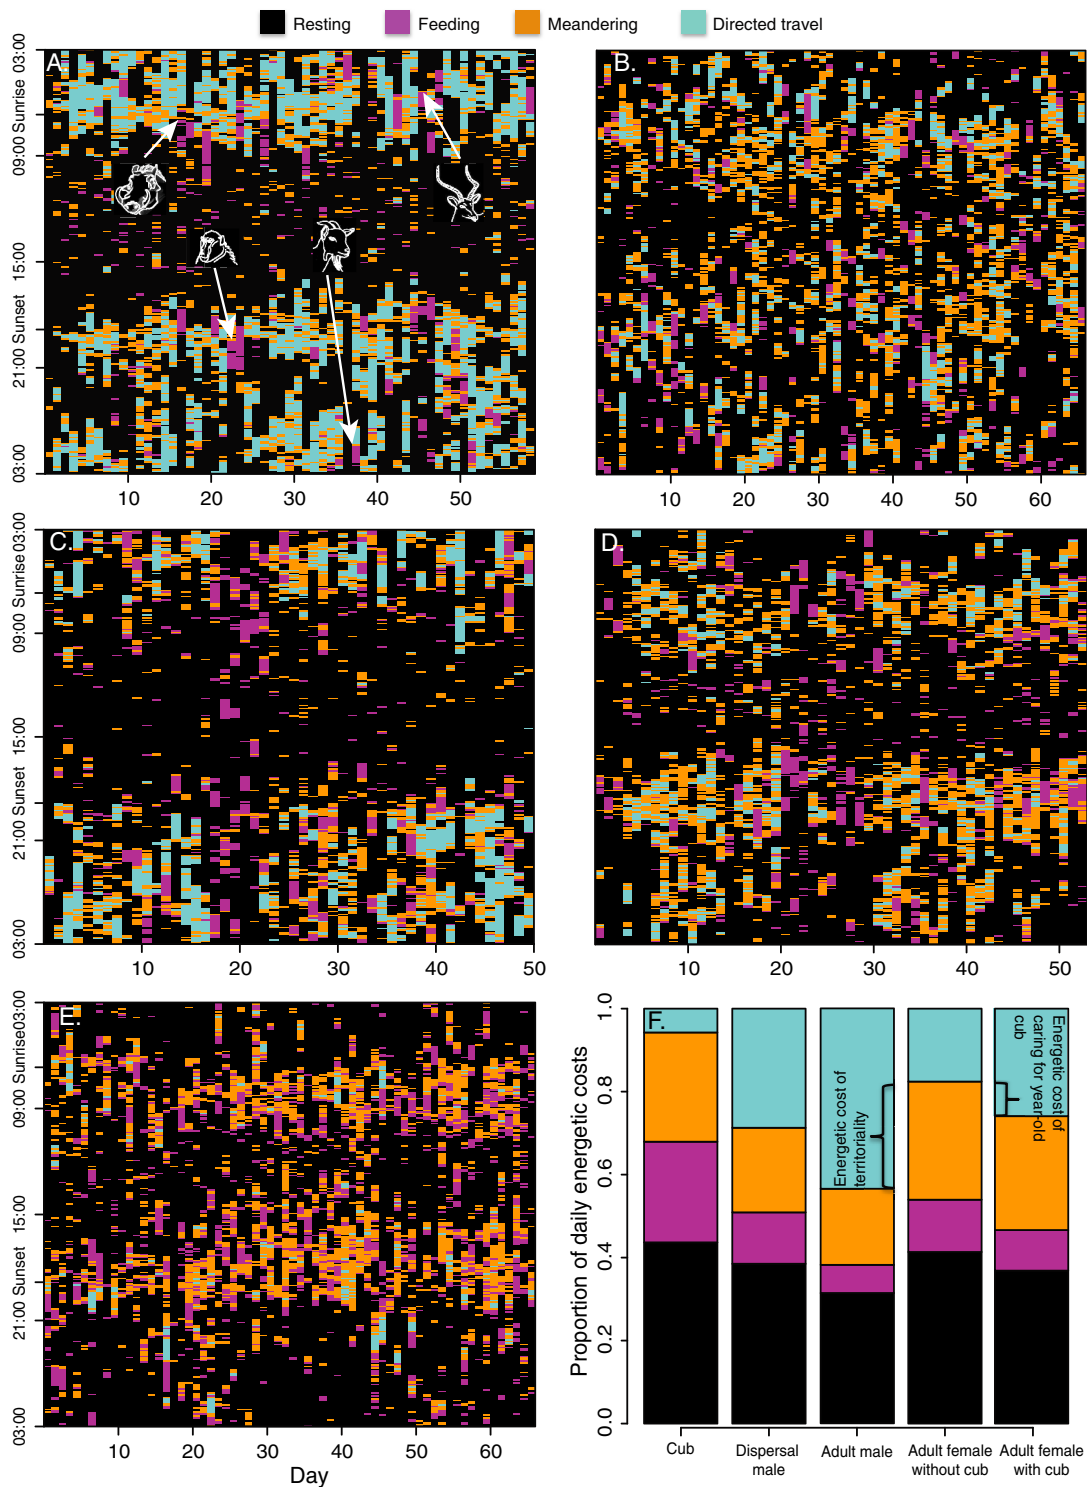 Resting Feeding Meandering Directed travel
A.
03:00
Sunrise
09:00
15:00
Sunset
21:00
03:00
10 20 30 40 50
B.
10 20 30 40 50 60
C.
03:00
Sunrise
09:00
15:00
Sunset
21:00
03:00
10 20 30 40 50
D.
10 20 30 40 50
E.
03:00
Sunrise
09:00
15:00
Sunset
21:00
03:00
10 20 30 40 50 60
Day
F.
Proportion of daily energetic costs
1.0
0.8
0.6
0.4
0.2
0.0
Energetic cost of
territoriality
Energetic cost of
caring for year-old
cub
Cub
Dispersal
male
Adult male
Adult female
without cub
Adult female
with cub